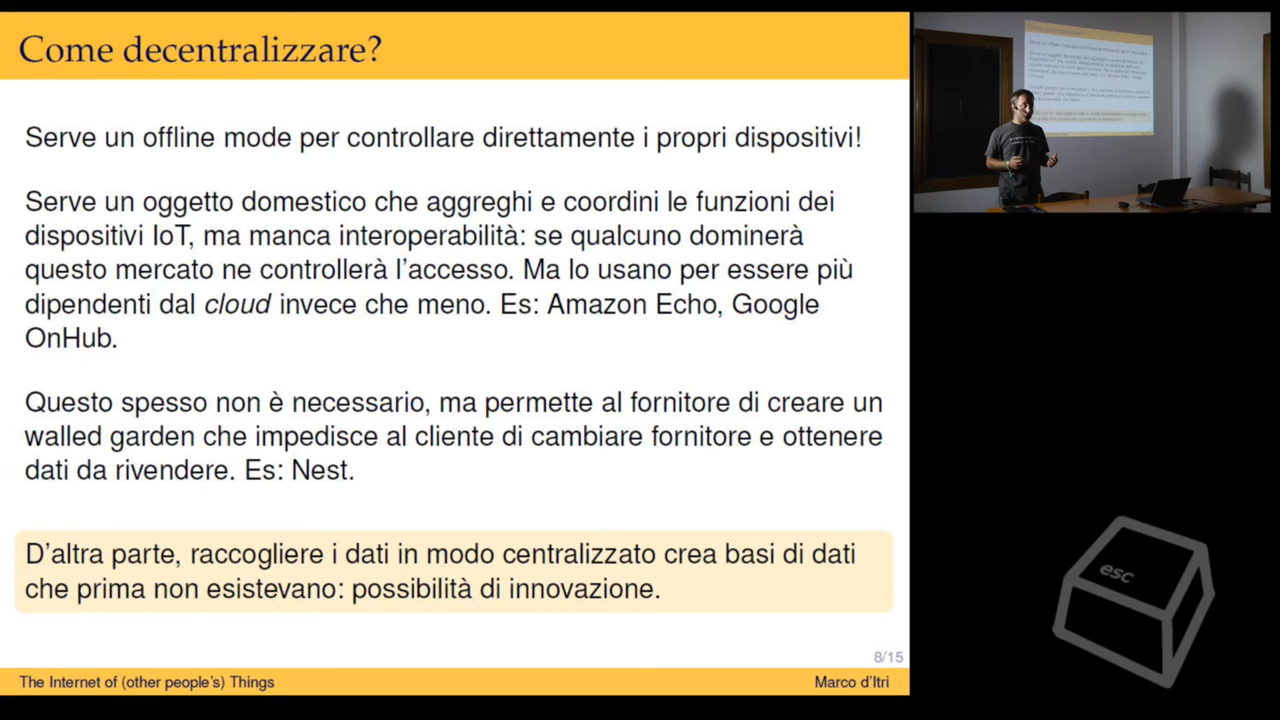 Come decentralizzare?
Serve un offline mode per controllare direttamente i propri dispositivi!
Serve un oggetto domestico che aggreghi e coordini le funzioni dei
dispositivi IoT, ma manca interoperabilità: se qualcuno dominerà
questo mercato ne controllerà l'accesso. Ma lo usano per essere più
dipendenti dal cloud invece che meno. Es: Amazon Echo, Google
OnHub.
Questo spesso non è necessario, ma permette al fornitore di creare un
walled garden che impedisce al cliente di cambiare fornitore e ottenere
dati da rivendere. Es: Nest.
D'altra parte, raccogliere i dati in modo centralizzato crea basi di dati
che prima non esistevano: possibilità di innovazione.
8/15
The Internet of (other people's) Things
Marco d'Itri
esc